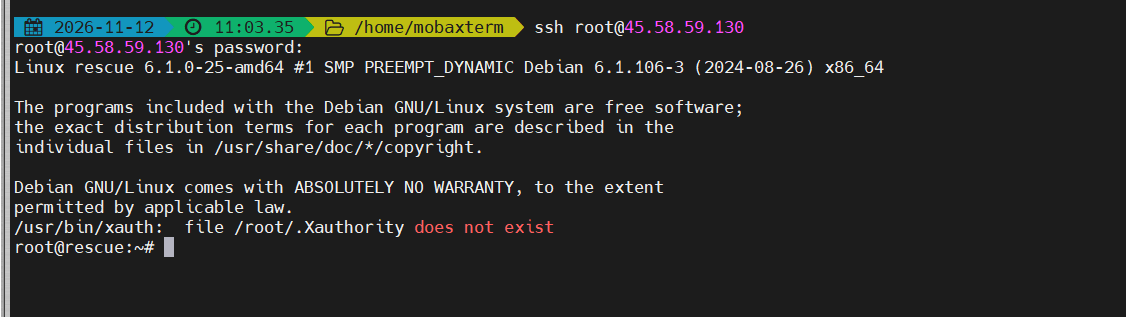 2026-11-12 11:03.35 /home/mobaxterm ssh root@45.58.59.130
root@45.58.59.130's password:
Linux rescue 6.1.0-25-amd64 #1 SMP PREEMPT_DYNAMIC Debian 6.1.106-3 (2024-08-26) x86_64
The programs included with the Debian GNU/Linux system are free software;
the exact distribution terms for each program are described in the
individual files in /usr/share/doc/*/copyright.
Debian GNU/Linux comes with ABSOLUTELY NO WARRANTY, to the extent
permitted by applicable law.
/usr/bin/xauth:  file /root/.Xauthority does not exist
root@rescue:~#